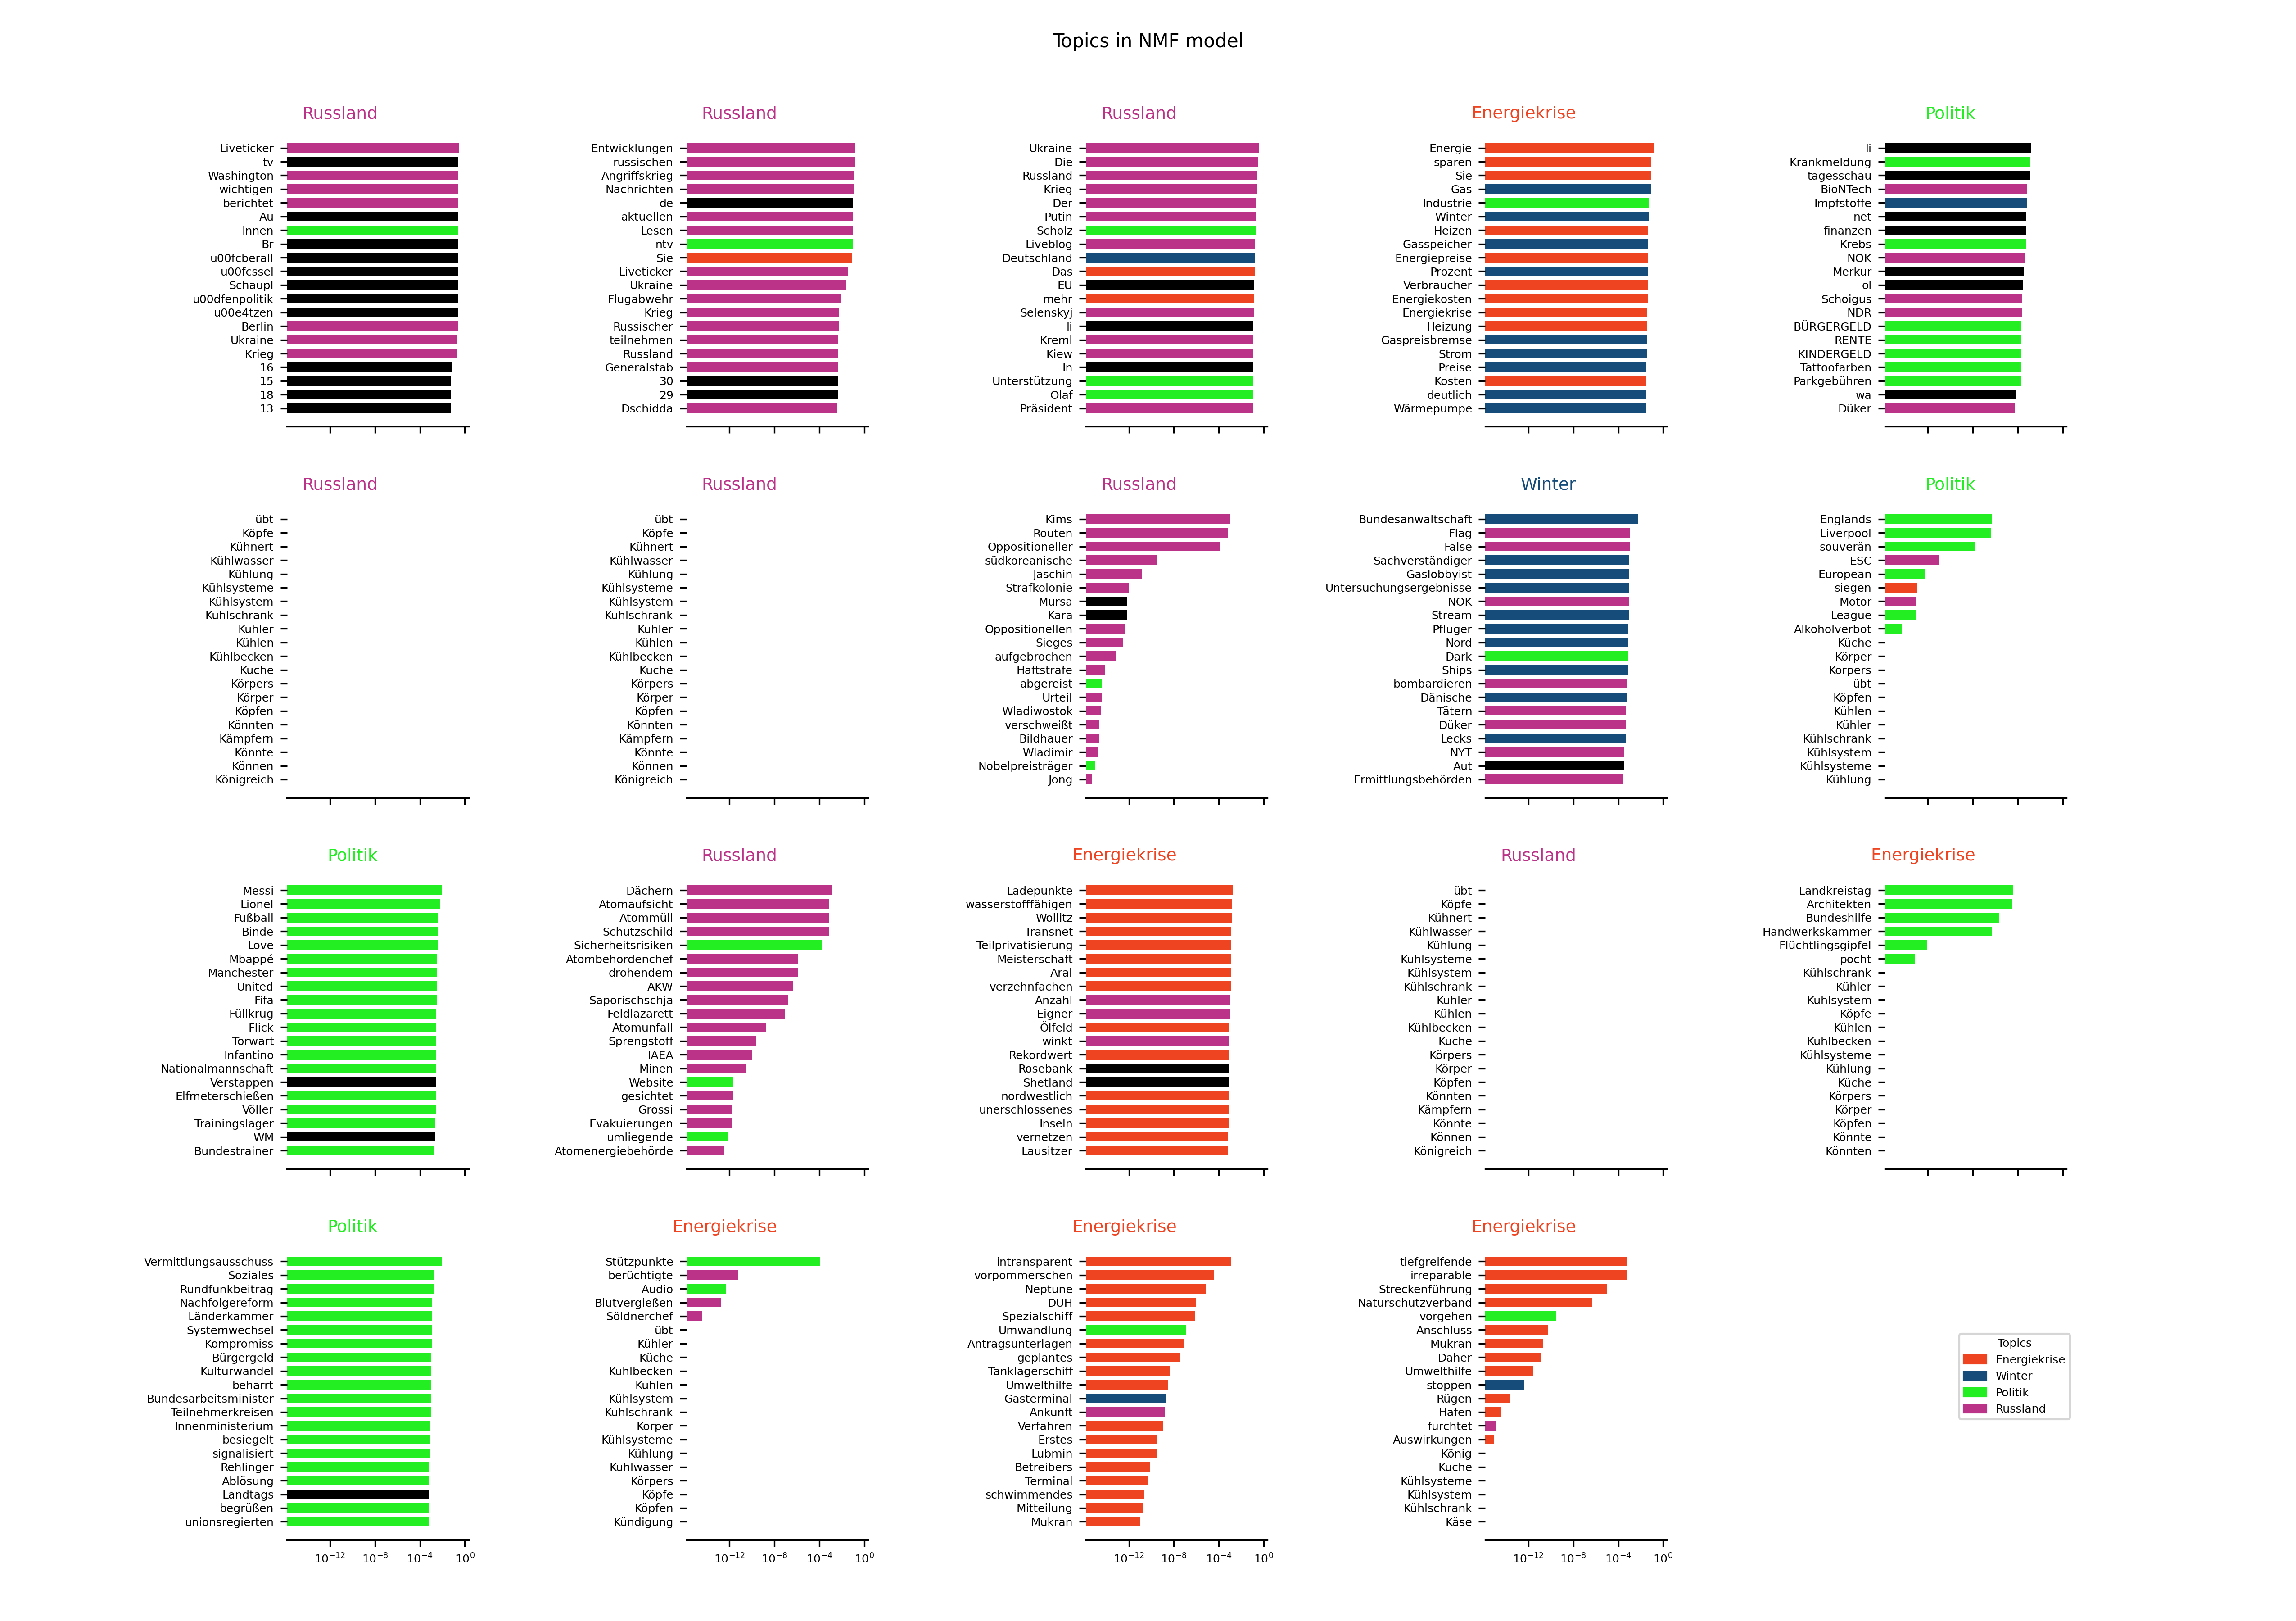 Topics in NMF model
Russland
Liveticker
tv
Washington
wichtigen
berichtet
Au
Innen
Br
u00fcberall
u00fcssel
Schaupl
u00dfenpolitik
u00e4tzen
Berlin
Ukraine
Krieg
16
15
18
13
Russland
Entwicklungen
russischen
Angriffskrieg
Nachrichten
de
aktuellen
Lesen
ntv
Sie
Liveticker
Ukraine
Flugabwehr
Krieg
Russischer
teilnehmen
Russland
Generalstab
30
29
Dschidda
Russland
Ukraine
Die
Russland
Krieg
Der
Putin
Scholz
Liveblog
Deutschland
Das
EU
mehr
Selenskyj
li
Kreml
Kiew
In
Unterstützung
Olaf
Präsident
Energiekrise
Energie
sparen
Sie
Gas
Industrie
Winter
Heizen
Gasspeicher
Energiepreise
Prozent
Verbraucher
Energiekosten
Energiekrise
Heizung
Gaspreisbremse
Strom
Preise
Kosten
deutlich
Wärmepumpe
Politik
li
Krankmeldung
tagesschau
BioNTech
Impfstoffe
net
finanzen
Krebs
NOK
Merkur
ol
Schoigus
NDR
BÜRGERGELD
RENTE
KINDERGELD
Tattoofarben
Parkgebühren
wa
Düker
Russland
übt
Köpfe
Kühnert
Kühlwasser
Kühlung
Kühlsysteme
Kühlsystem
Kühlschrank
Kühler
Kühlen
Kühlbecken
Küche
Körpers
Körper
Köpfen
Könnten
Kämpfern
Könnte
Können
Königreich
Russland
übt
Köpfe
Kühnert
Kühlwasser
Kühlung
Kühlsysteme
Kühlsystem
Kühlschrank
Kühler
Kühlen
Kühlbecken
Küche
Körpers
Körper
Köpfen
Könnten
Kämpfern
Könnte
Können
Königreich
Russland
Kims
Routen
Oppositioneller
südkoreanische
Jaschin
Strafkolonie
Mursa
Kara
Oppositionellen
Sieges
aufgebrochen
Haftstrafe
abgereist
Urteil
Wladiwostok
verschweißt
Bildhauer
Wladimir
Nobelpreisträger
Jong
Winter
Bundesanwaltschaft
Flag
False
Sachverständiger
Gaslobbyist
Untersuchungsergebnisse
NOK
Stream
Pflüger
Nord
Dark
Ships
bombardieren
Dänische
Tätern
Düker
Lecks
NYT
Aut
Ermittlungsbehörden
Politik
Englands
Liverpool
souverän
ESC
European
siegen
Motor
League
Alkoholverbot
Küche
Körper
Körpers
übt
Köpfen
Kühlen
Kühler
Kühlschrank
Kühlsystem
Kühlsysteme
Kühlung
Politik
Messi
Lionel
Fußball
Binde
Love
Mbappé
Manchester
United
Fifa
Füllkrug
Flick
Torwart
Infantino
Nationalmannschaft
Verstappen
Elfmeterschießen
Völler
Trainingslager
WM
Bundestrainer
Russland
Dächern
Atomaufsicht
Atommüll
Schutzschild
Sicherheitsrisiken
Atombehördenchef
drohendem
AKW
Saporischschja
Feldlazarett
Atomunfall
Sprengstoff
IAEA
Minen
Website
gesichtet
Grossi
Evakuierungen
umliegende
Atomenergiebehörde
Energiekrise
Ladepunkte
wasserstofffähigen
Wollitz
Transnet
Teilprivatisierung
Meisterschaft
Aral
verzehnfachen
Anzahl
Eigner
Ölfeld
winkt
Rekordwert
Rosebank
Shetland
nordwestlich
unerschlossenes
Inseln
vernetzen
Lausitzer
Russland
übt
Köpfe
Kühnert
Kühlwasser
Kühlung
Kühlsysteme
Kühlsystem
Kühlschrank
Kühler
Kühlen
Kühlbecken
Küche
Körpers
Körper
Köpfen
Könnten
Kämpfern
Könnte
Können
Königreich
Energiekrise
Landkreistag
Architekten
Bundeshilfe
Handwerkskammer
Flüchtlingsgipfel
pocht
Kühlschrank
Kühler
Kühlsystem
Köpfe
Kühlen
Kühlbecken
Kühlsysteme
Kühlung
Küche
Körpers
Körper
Köpfen
Könnte
Könnten
Politik
Vermittlungsausschuss
Soziales
Rundfunkbeitrag
Nachfolgereform
Länderkammer
Systemwechsel
Kompromiss
Bürgergeld
Kulturwandel
beharrt
Bundesarbeitsminister
Teilnehmerkreisen
Innenministerium
besiegelt
signalisiert
Rehlinger
Ablösung
Landtags
begrüßen
unionsregierten
10⁻¹² 10⁻⁸ 10⁻⁴ 10⁰
Energiekrise
Stützpunkte
berüchtigte
Audio
Blutvergießen
Söldnerchef
übt
Kühler
Küche
Kühlbecken
Kühlen
Kühlsystem
Kühlschrank
Körper
Kühlsysteme
Kühlung
Kühlwasser
Körpers
Köpfe
Köpfen
Kündigung
10⁻¹² 10⁻⁸ 10⁻⁴ 10⁰
Energiekrise
intransparent
vorpommerschen
Neptune
DUH
Spezialschiff
Umwandlung
Antragsunterlagen
geplantes
Tanklagerschiff
Umwelthilfe
Gasterminal
Ankunft
Verfahren
Erstes
Lubmin
Betreibers
Terminal
schwimmendes
Mitteilung
Mukran
10⁻¹² 10⁻⁸ 10⁻⁴ 10⁰
Energiekrise
tiefgreifende
irreparable
Streckenführung
Naturschutzverband
vorgehen
Anschluss
Mukran
Daher
Umwelthilfe
stoppen
Rügen
Hafen
fürchtet
Auswirkungen
König
Küche
Kühlsysteme
Kühlsystem
Kühlschrank
Käse
10⁻¹² 10⁻⁸ 10⁻⁴ 10⁰
Topics
Energiekrise
Winter
Politik
Russland